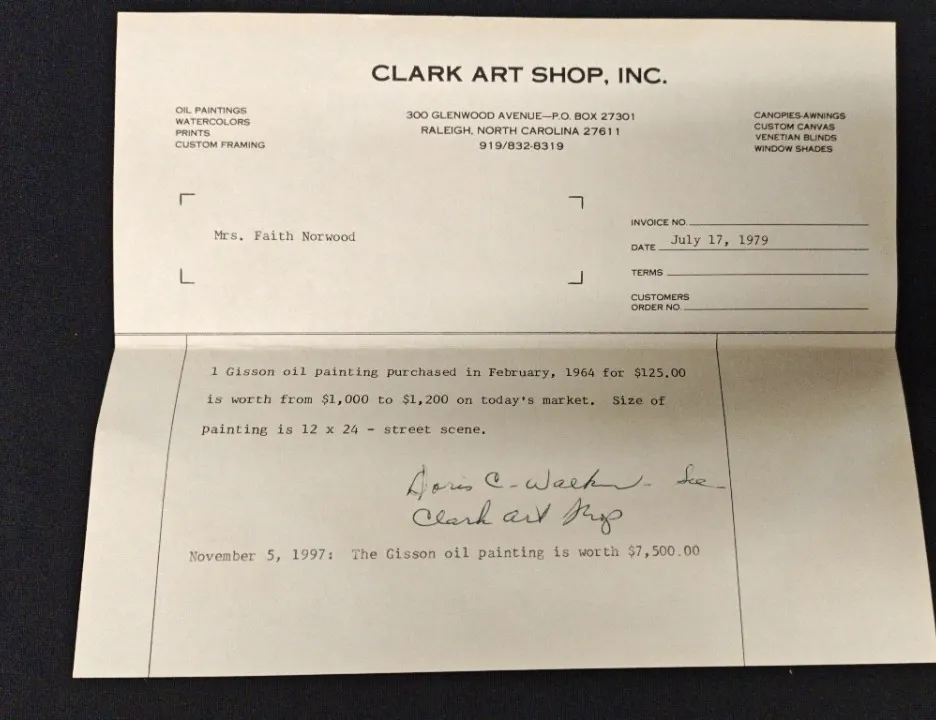 CLARK ART SHOP, INC.
OIL PAINTINGS
WATERCOLORS
PRINTS
CUSTOM FRAMING
300 GLENWOOD AVENUE—P.O. BOX 27301
RALEIGH, NORTH CAROLINA 27611
919/832-8319
CANOPIES-AWNINGS
CUSTOM CANVAS
VENETIAN BLINDS
WINDOW SHADES
Mrs. Faith Norwood
INVOICE NO.
DATE July 17, 1979
TERMS
CUSTOMERS
ORDER NO.
1 Gisson oil painting purchased in February, 1964 for $125.00
is worth from $1,000 to $1,200 on today's market. Size of
painting is 12 x 24 - street scene.
Doris C. Walker - Sec
Clark Art Shop
November 5, 1997: The Gisson oil painting is worth $7,500.00